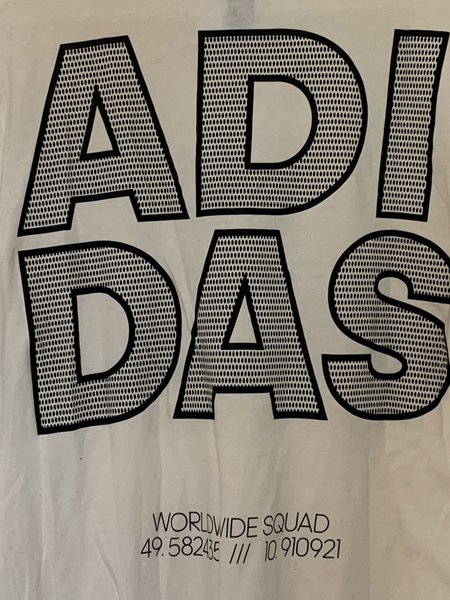 ADI
DAS
WORLDWIDE SQUAD
49.582435 /// 10.910921